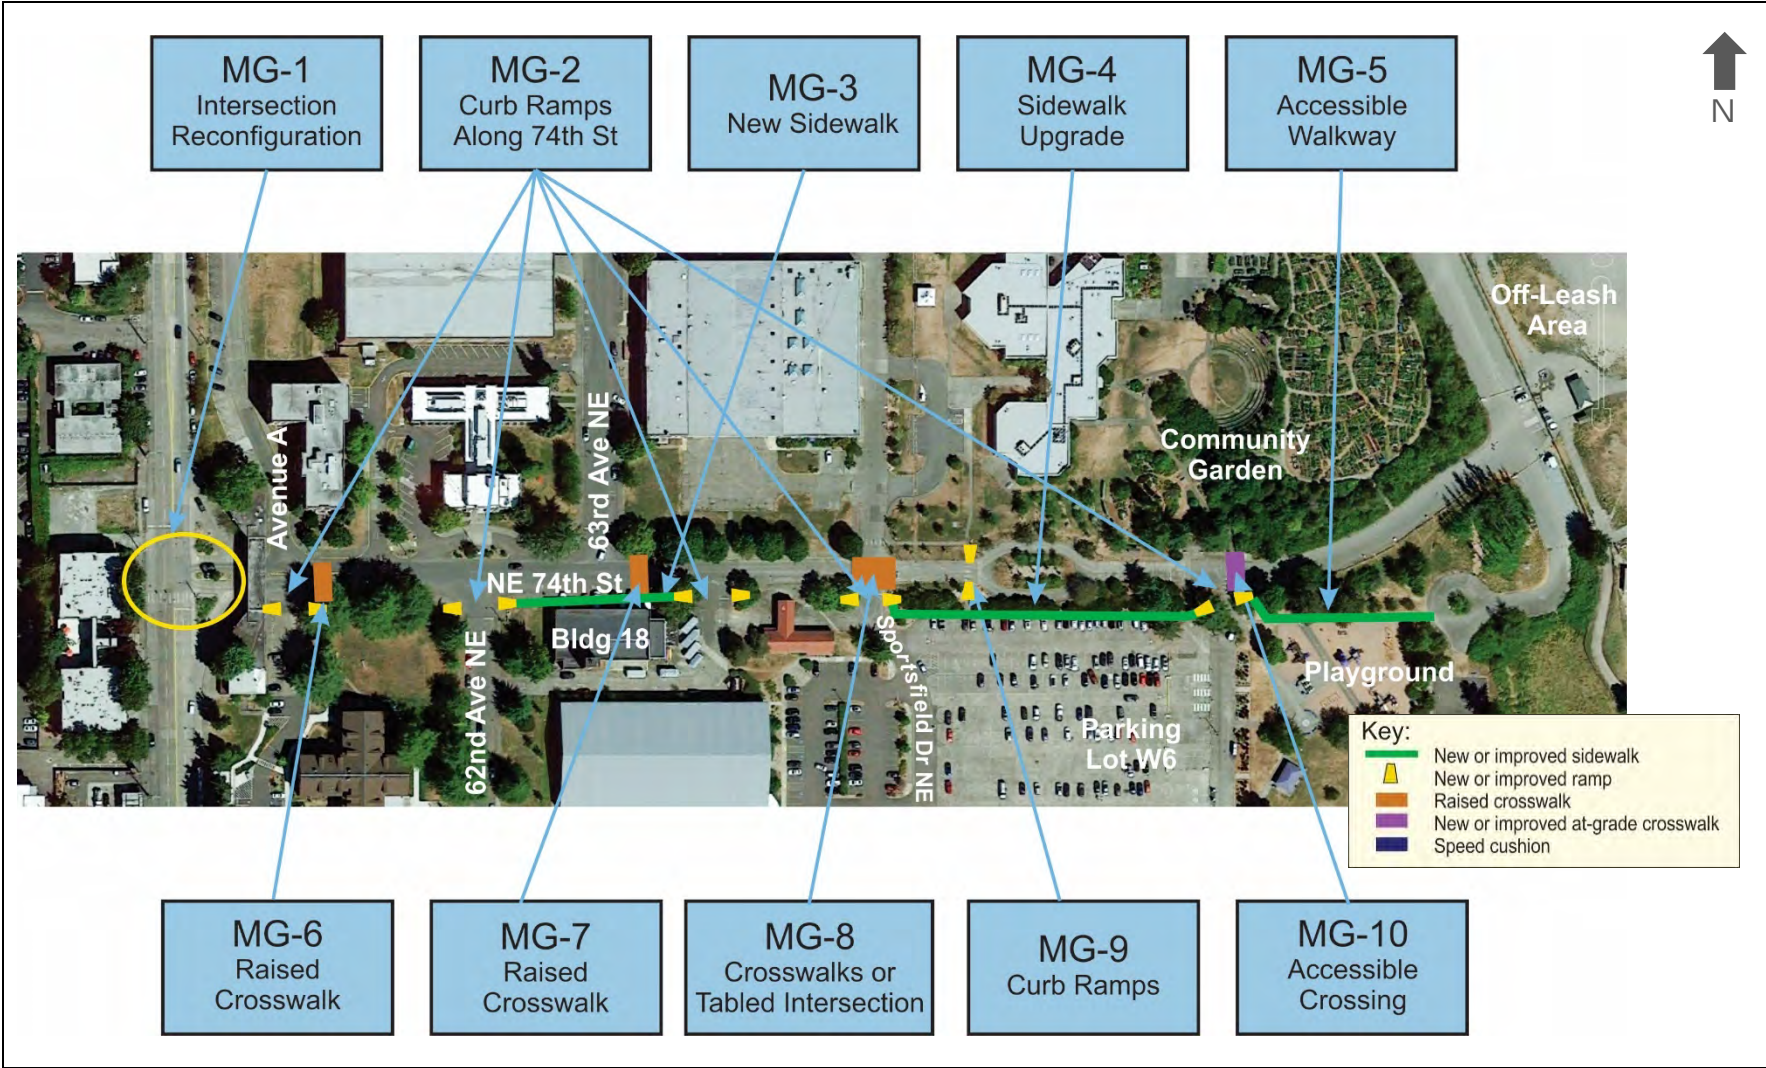 MG-1
Intersection
Reconfiguration
MG-2
Curb Ramps
Along 74th St
MG-3
New Sidewalk
MG-4
Sidewalk
Upgrade
MG-5
Accessible
Walkway
N
Off-Leash
Area
Avenue A
63rd Ave NE
Community
Garden
NE 74th St
Bldg 18
62nd Ave NE
Sportsfield Dr NE
Playground
Parking
Lot W6
Key:
New or improved sidewalk
New or improved ramp
Raised crosswalk
New or improved at-grade crosswalk
Speed cushion
MG-6
Raised
Crosswalk
MG-7
Raised
Crosswalk
MG-8
Crosswalks or
Tabled Intersection
MG-9
Curb Ramps
MG-10
Accessible
Crossing